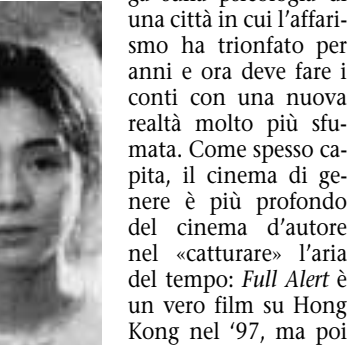 una città in cui l'affari-
smo ha trionfato per
anni e ora deve fare i
conti con una nuova
realtà molto più sfu-
mata. Come spesso ca-
pita, il cinema di ge-
nere è più profondo
del cinema d'autore
nel «catturare» l'aria
del tempo: Full Alert è
un vero film su Hong
Kong nel '97, ma poi